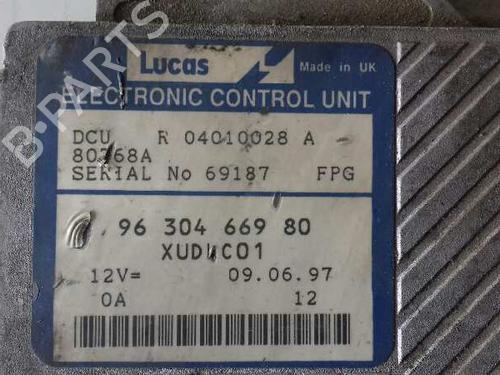 Lucas
Made in UK
ELECTRONIC CONTROL UNIT
DCU R 04010028 A
80768A
SERIAL No 69187 FPG
96 304 669 80
12V= 09.06.97
0A 12
B-PARTS